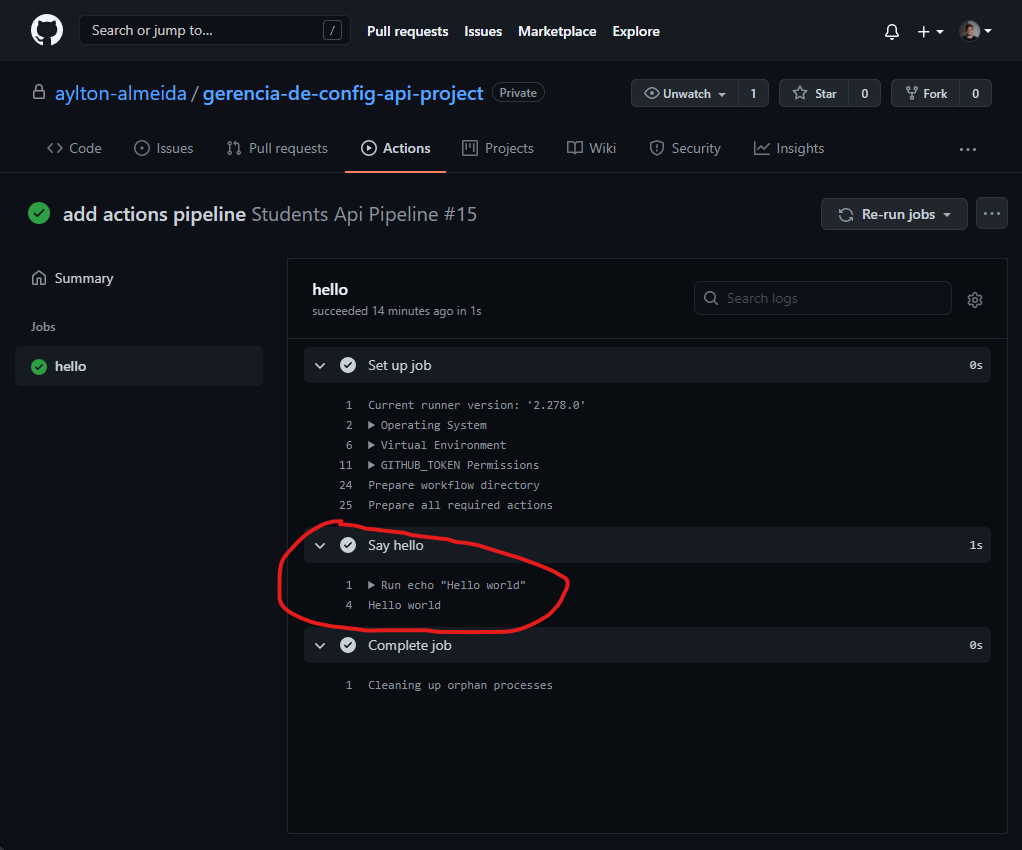 Search or jump to... / Pull requests Issues Marketplace Explore
aylton-almeida / gerencia-de-config-api-project Private Unwatch 1 Star 0 Fork 0
Code Issues Pull requests Actions Projects Wiki Security Insights ...
add actions pipeline Students Api Pipeline #15 Re-run jobs ...
Summary
Jobs
hello
hello
succeeded 14 minutes ago in 1s
Search logs
Set up job 0s
1 Current runner version: '2.278.0'
2 Operating System
6 Virtual Environment
11 GITHUB_TOKEN Permissions
24 Prepare workflow directory
25 Prepare all required actions
Say hello 1s
1 Run echo "Hello world"
4 Hello world
Complete job 0s
1 Cleaning up orphan processes